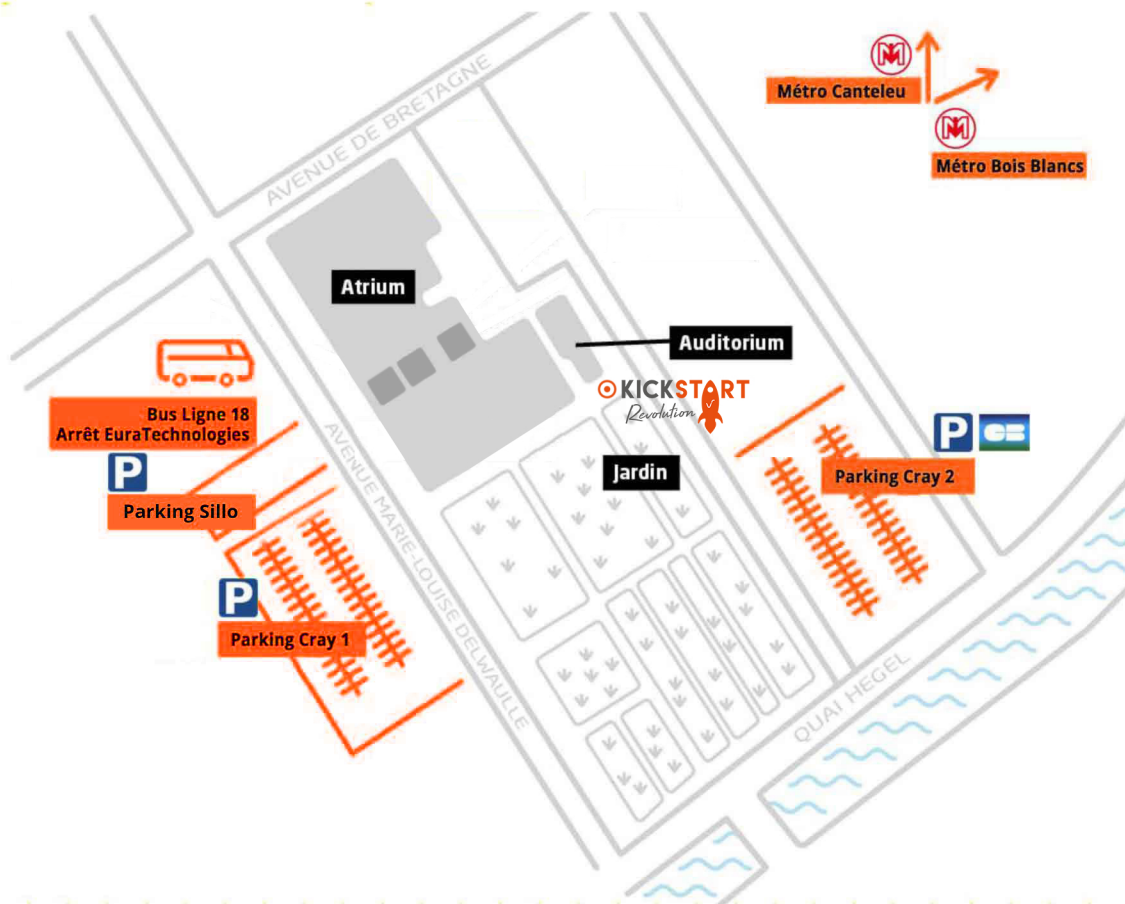 AVENUE DE BRETAGNE
Métro Canteleu
Métro Bois Blancs
Atrium
Auditorium
KICKSTART
Revolution
Bus Ligne 18
Arrêt EuraTechnologies
P
Parking Sillo
AVENUE MARIE-LOUISE DELWAULLE
Jardin
P CB
Parking Cray 2
P
Parking Cray 1
QUAI HEGEL